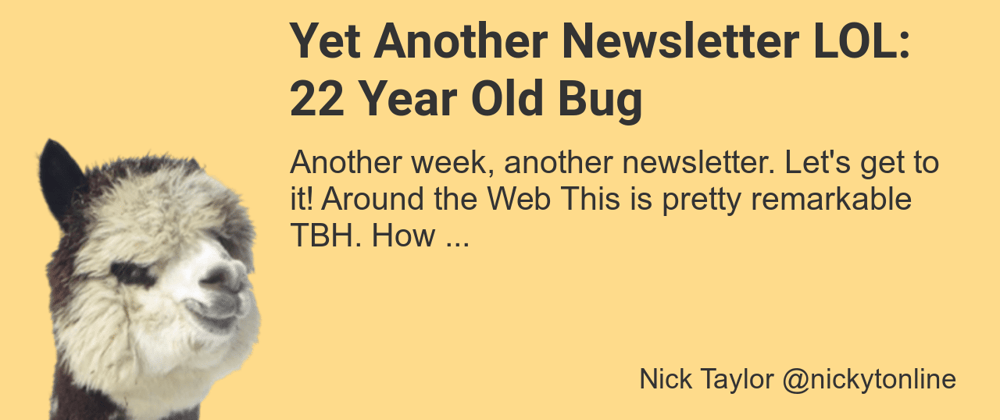 Yet Another Newsletter LOL:
22 Year Old Bug
Another week, another newsletter. Let's get to
it! Around the Web This is pretty remarkable
TBH. How ...
Nick Taylor @nickytonline